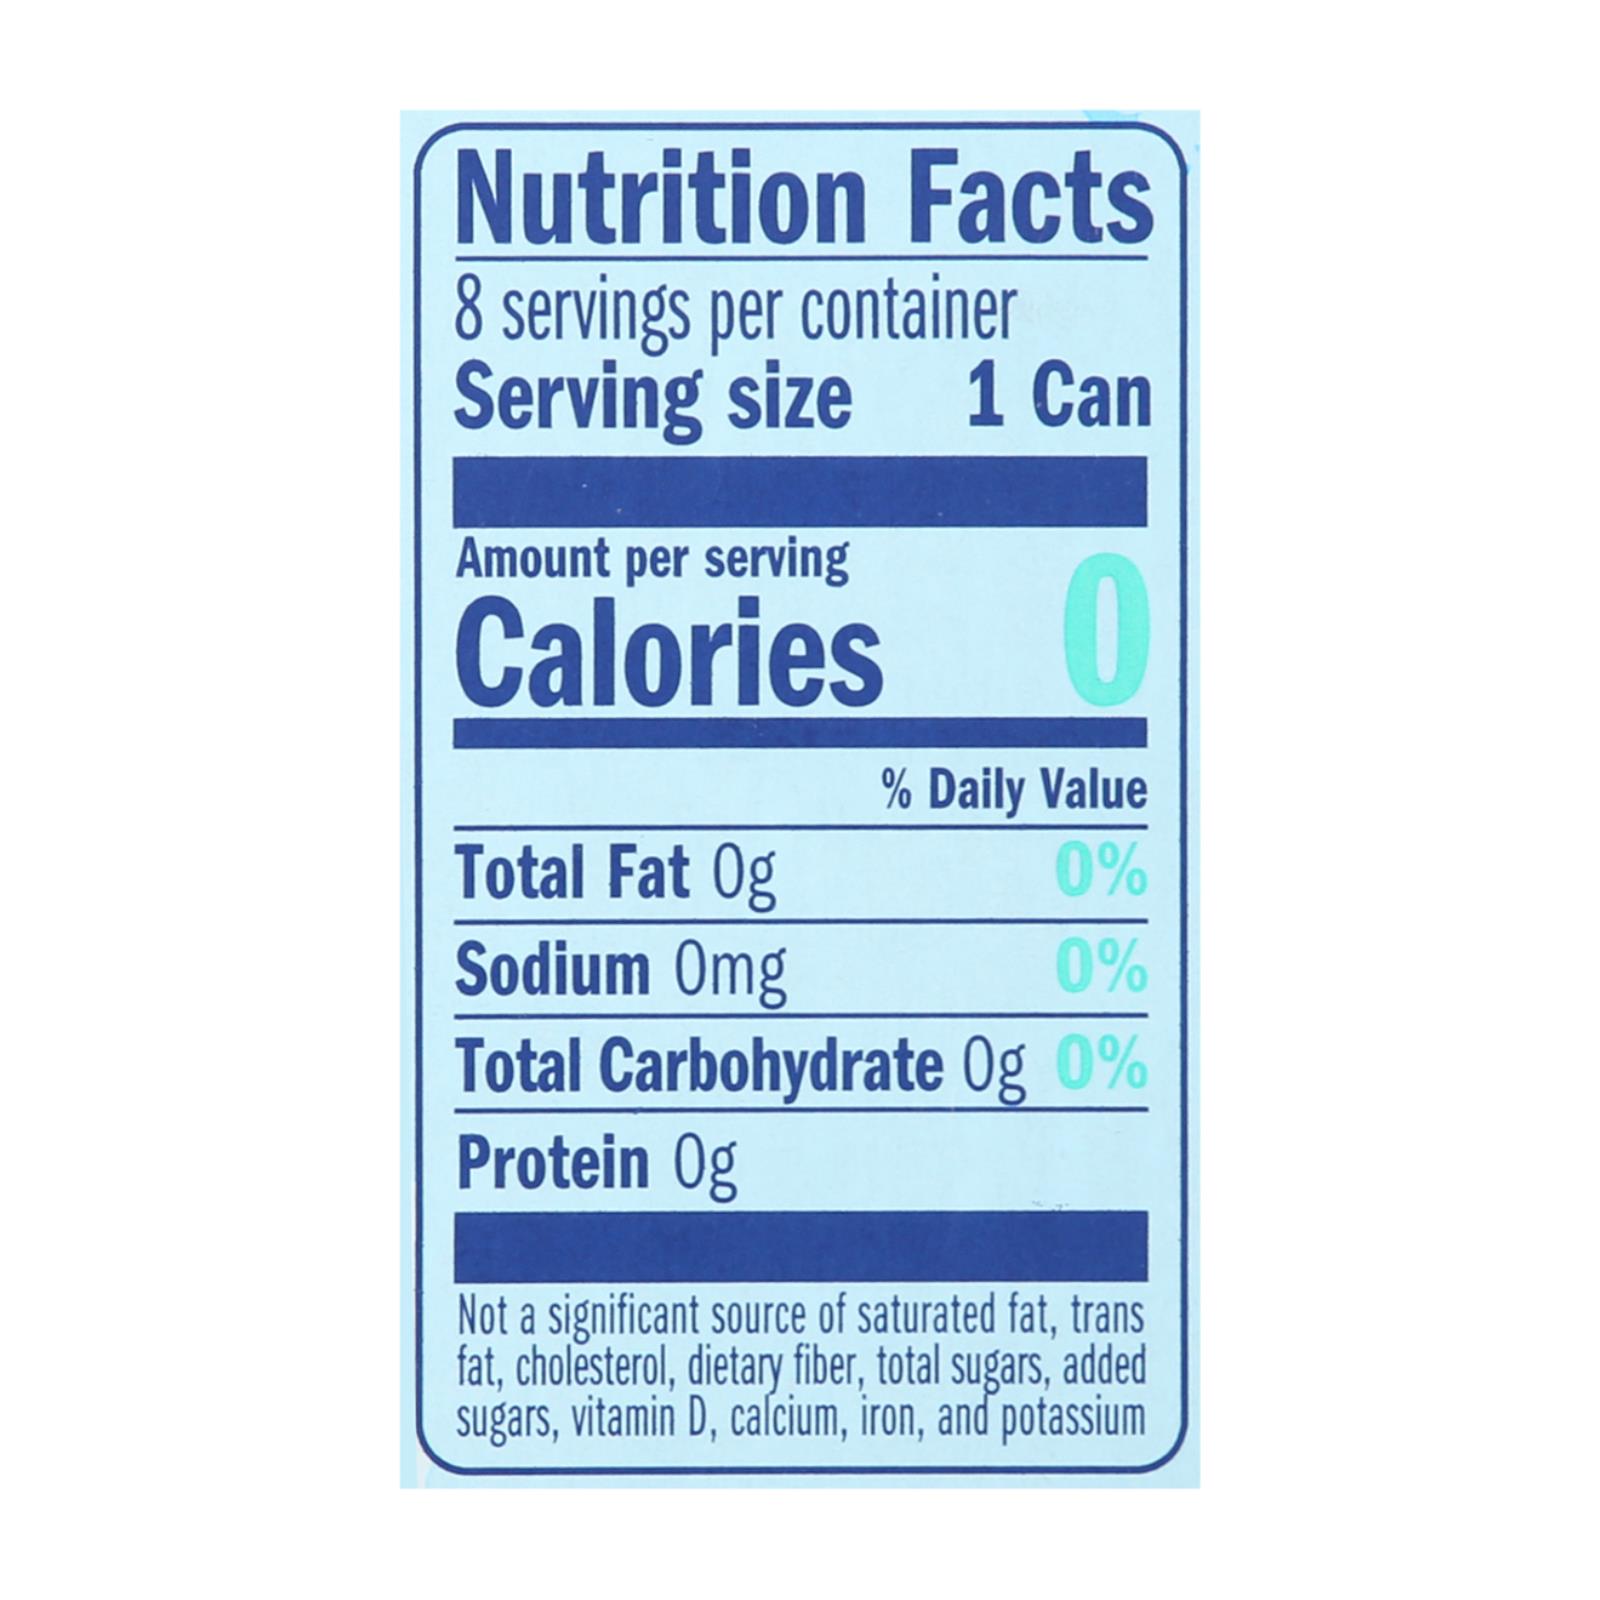 Nutrition Facts
8 servings per container
Serving size 1 Can
Amount per serving
Calories 0
% Daily Value
Total Fat 0g 0%
Sodium 0mg 0%
Total Carbohydrate 0g 0%
Protein 0g
Not a significant source of saturated fat, trans
fat, cholesterol, dietary fiber, total sugars, added
sugars, vitamin D, calcium, iron, and potassium